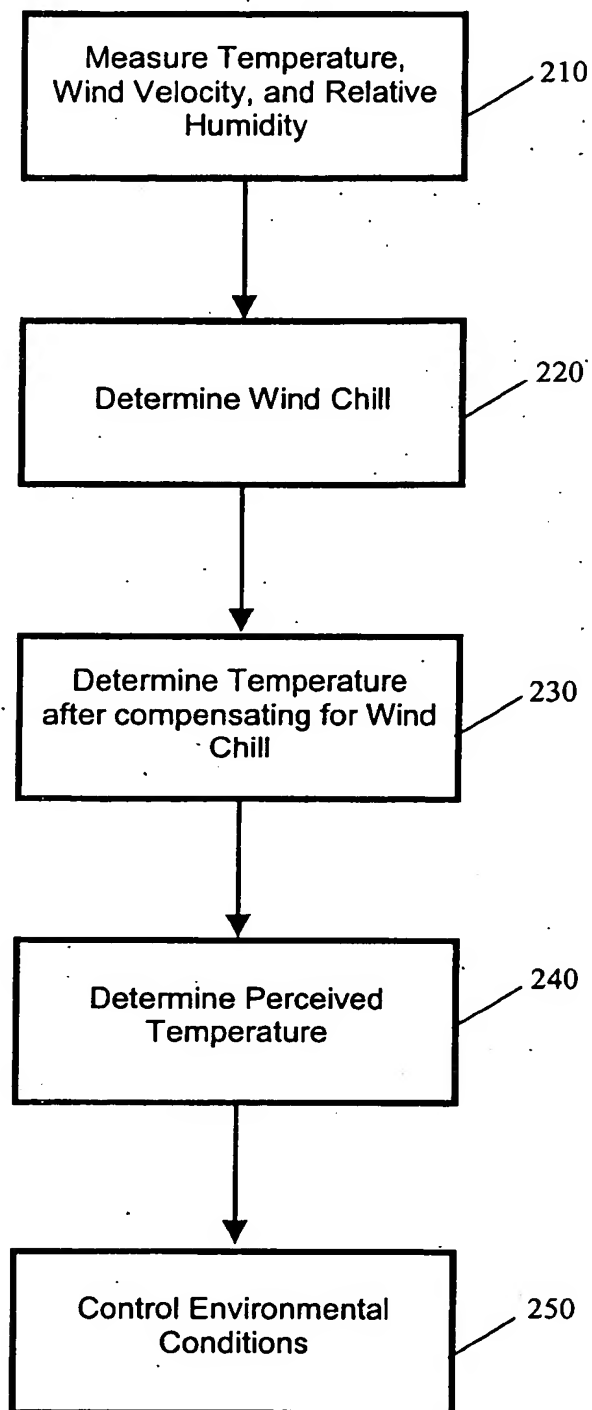 Measure Temperature,
Wind Velocity, and Relative
Humidity
210
Determine Wind Chill
220
Determine Temperature
after compensating for Wind
Chill
230
Determine Perceived
Temperature
240
Control Environmental
Conditions
250